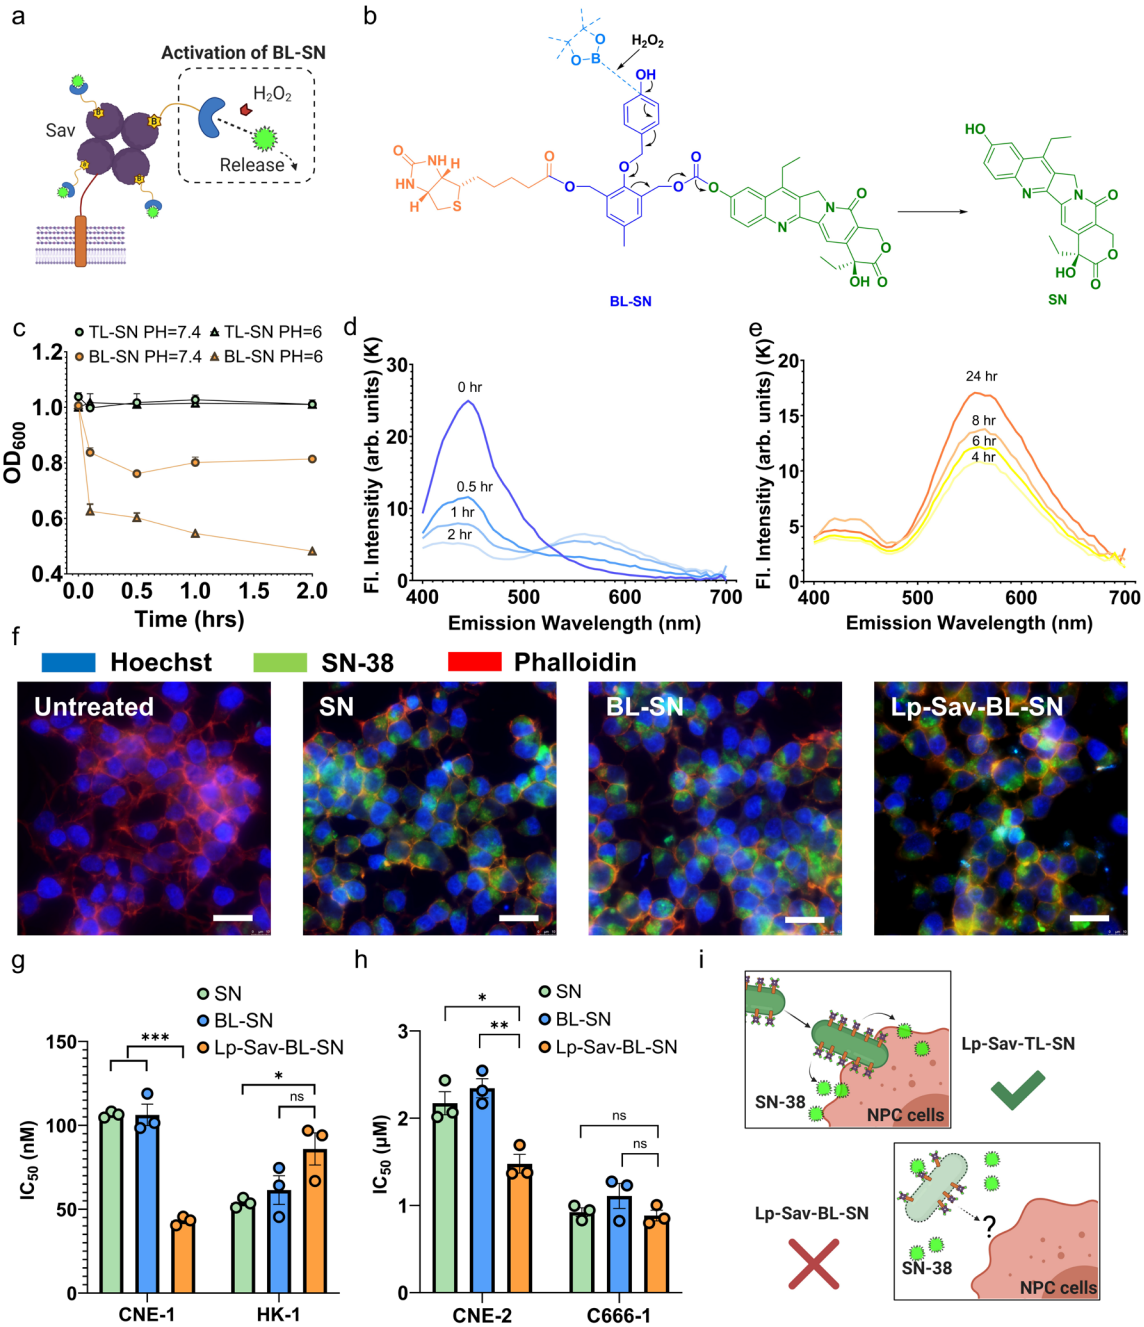 a
Activation of BL-SN
H₂O₂
Sav
B
B
B
B
Release
b
H₂O₂
O
B
O
OH
O
NH
HN
H
H
S
O
O
O
O
O
O
N
N
O
O
O
OH
BL-SN
HO
N
N
O
O
O
HO
SN
c
TL-SN PH=7.4
TL-SN PH=6
BL-SN PH=7.4
BL-SN PH=6
OD₆₀₀
1.2
1.0
0.8
0.6
0.4
0.0
0.5
1.0
1.5
2.0
Time (hrs)
d
Fl. Intensitiy (arb. units) (K)
30
20
10
0
0 hr
0.5 hr
1 hr
2 hr
400
500
600
700
Emission Wavelength (nm)
e
Fl. Intensity (arb. units) (K)
20
15
10
5
0
24 hr
8 hr
6 hr
4 hr
400
500
600
700
Emission Wavelength (nm)
f
Hoechst
SN-38
Phalloidin
Untreated
SN
BL-SN
Lp-Sav-BL-SN
g
SN
BL-SN
Lp-Sav-BL-SN
IC₅₀ (nM)
150
100
50
0
***
*
ns
CNE-1
HK-1
h
SN
BL-SN
Lp-Sav-BL-SN
IC₅₀ (µM)
3
2
1
0
*
**
ns
ns
CNE-2
C666-1
i
Lp-Sav-TL-SN
SN-38
NPC cells
Lp-Sav-BL-SN
?
SN-38
NPC cells